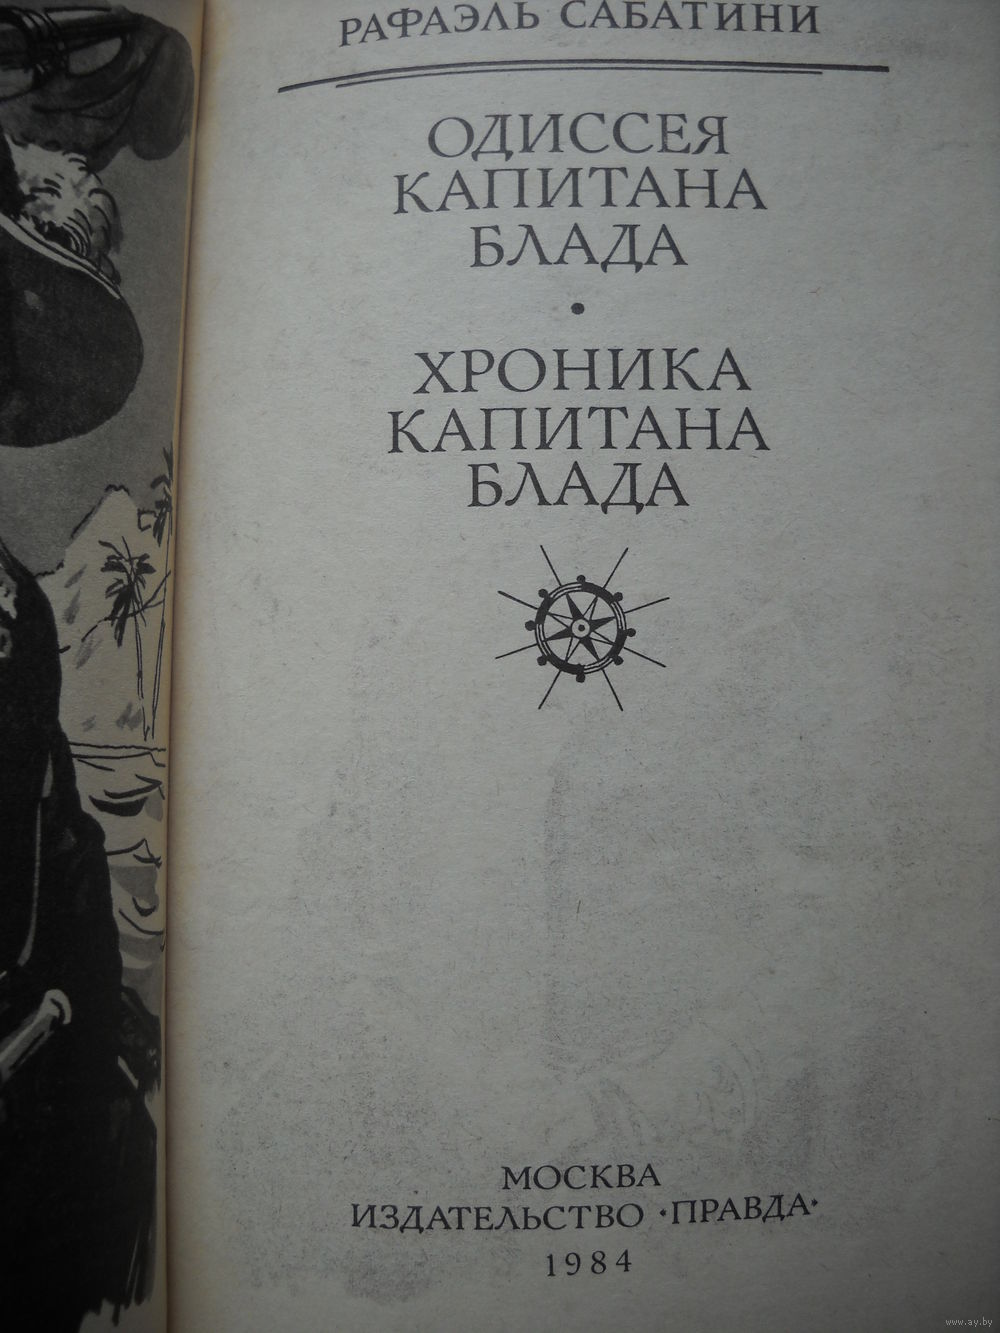 РАФАЭЛЬ САБАТИНИ
ОДИССЕЯ
КАПИТАНА
БЛАДА
•
ХРОНИКА
КАПИТАНА
БЛАДА
МОСКВА
ИЗДАТЕЛЬСТВО «ПРАВДА»
1984
www.ay.by